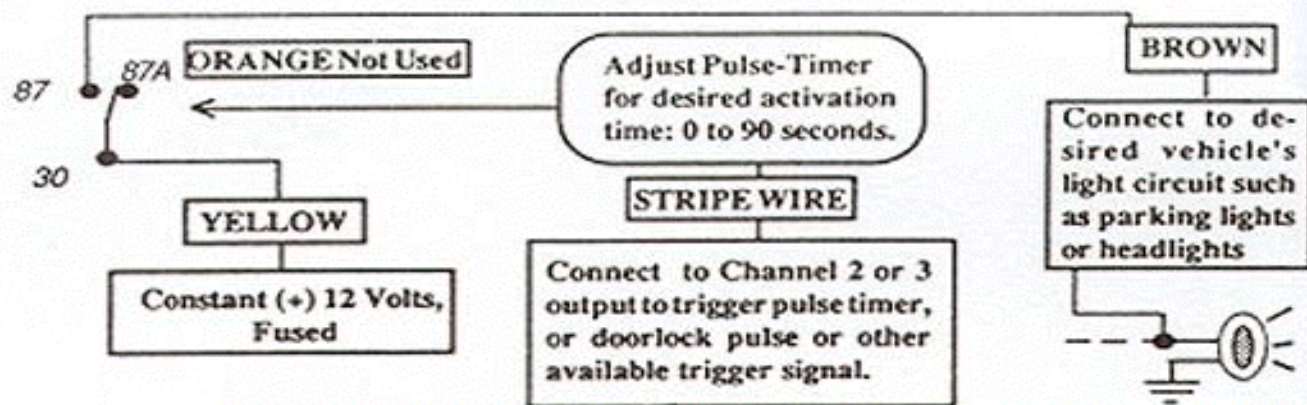 87
87A
ORANGE Not Used
30
YELLOW
Constant (+) 12 Volts,
Fused
Adjust Pulse-Timer
for desired activation
time: 0 to 90 seconds.
STRIPE WIRE
Connect to Channel 2 or 3
output to trigger pulse timer,
or doorlock pulse or other
available trigger signal.
BROWN
Connect to de-
sired vehicle's
light circuit such
as parking lights
or headlights